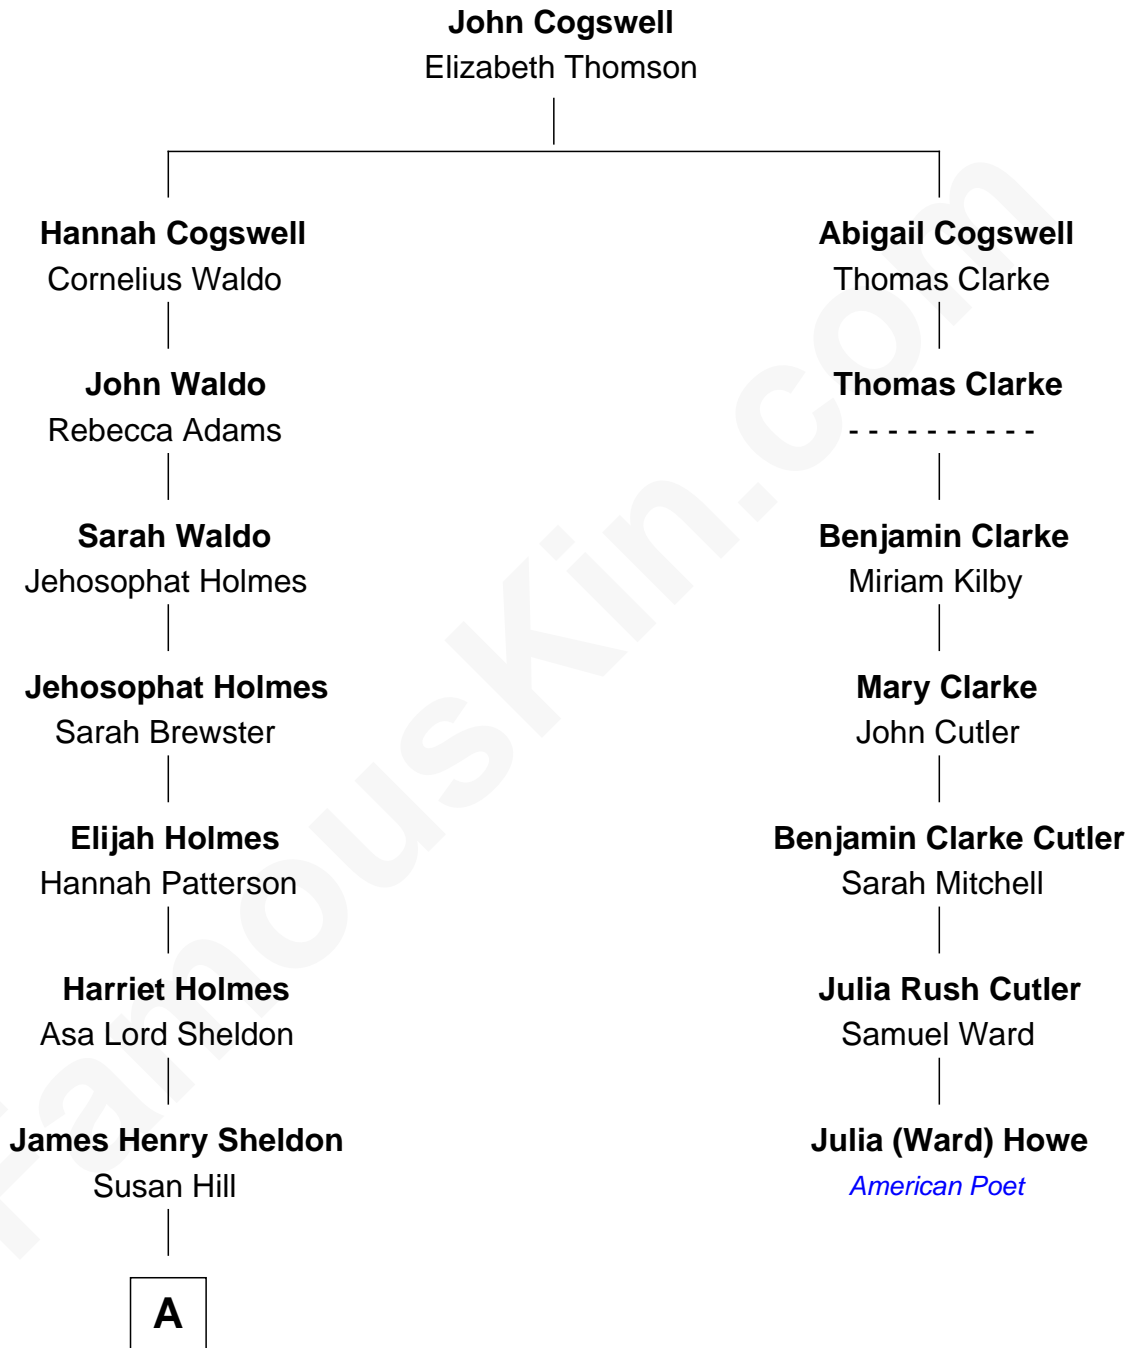 John Cogswell
Elizabeth Thomson
Hannah Cogswell
Cornelius Waldo
Abigail Cogswell
Thomas Clarke
John Waldo
Rebecca Adams
Thomas Clarke
- - - - - - - - - -
Sarah Waldo
Jehosophat Holmes
Benjamin Clarke
Miriam Kilby
Jehosophat Holmes
Sarah Brewster
Mary Clarke
John Cutler
Elijah Holmes
Hannah Patterson
Benjamin Clarke Cutler
Sarah Mitchell
Harriet Holmes
Asa Lord Sheldon
Julia Rush Cutler
Samuel Ward
James Henry Sheldon
Susan Hill
Julia (Ward) Howe
American Poet
A
FamousKin.com